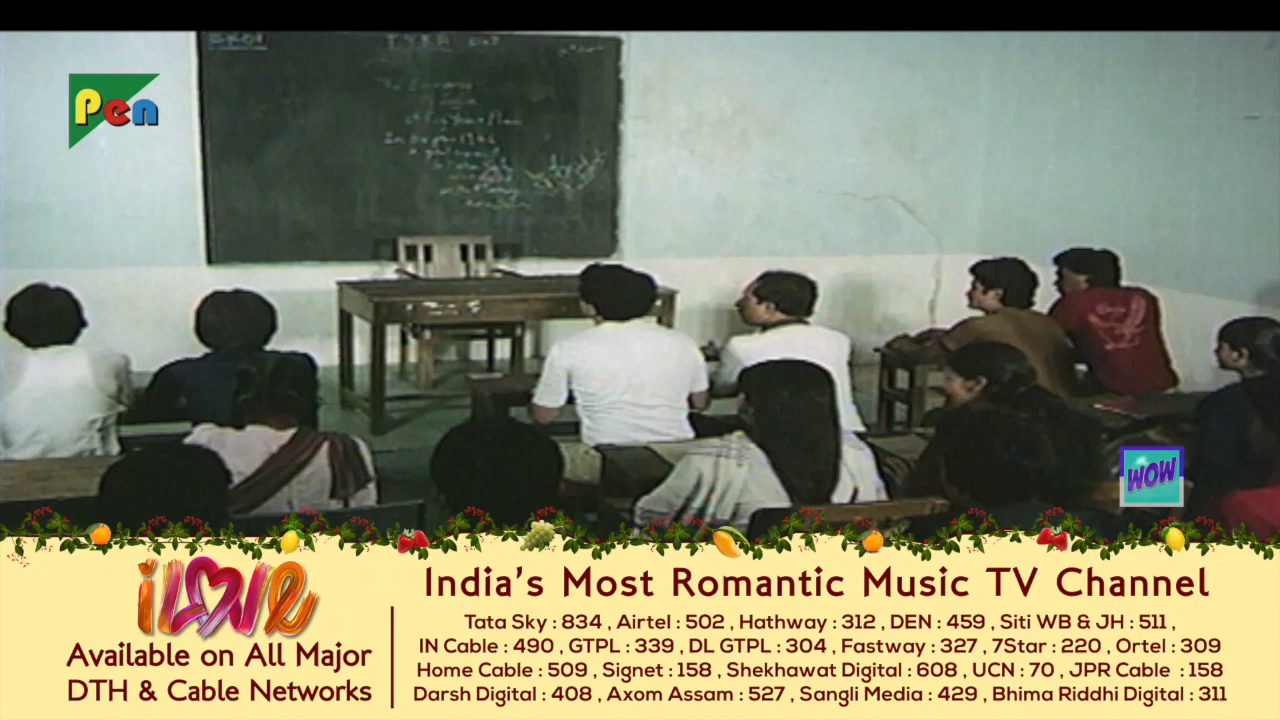 Pen
WOW
iLOVE
Available on All Major
DTH & Cable Networks
India's Most Romantic Music TV Channel
Tata Sky : 834 , Airtel : 502 , Hathway : 312 , DEN : 459 , Siti WB & JH : 511 ,
IN Cable : 490 , GTPL : 339 , DL GTPL : 304 , Fastway : 327 , 7Star : 220 , Ortel : 309
Home Cable : 509 , Signet : 158 , Shekhawat Digital : 608 , UCN : 70 , JPR Cable : 158
Darsh Digital : 408 , Axom Assam : 527 , Sangli Media : 429 , Bhima Riddhi Digital : 311